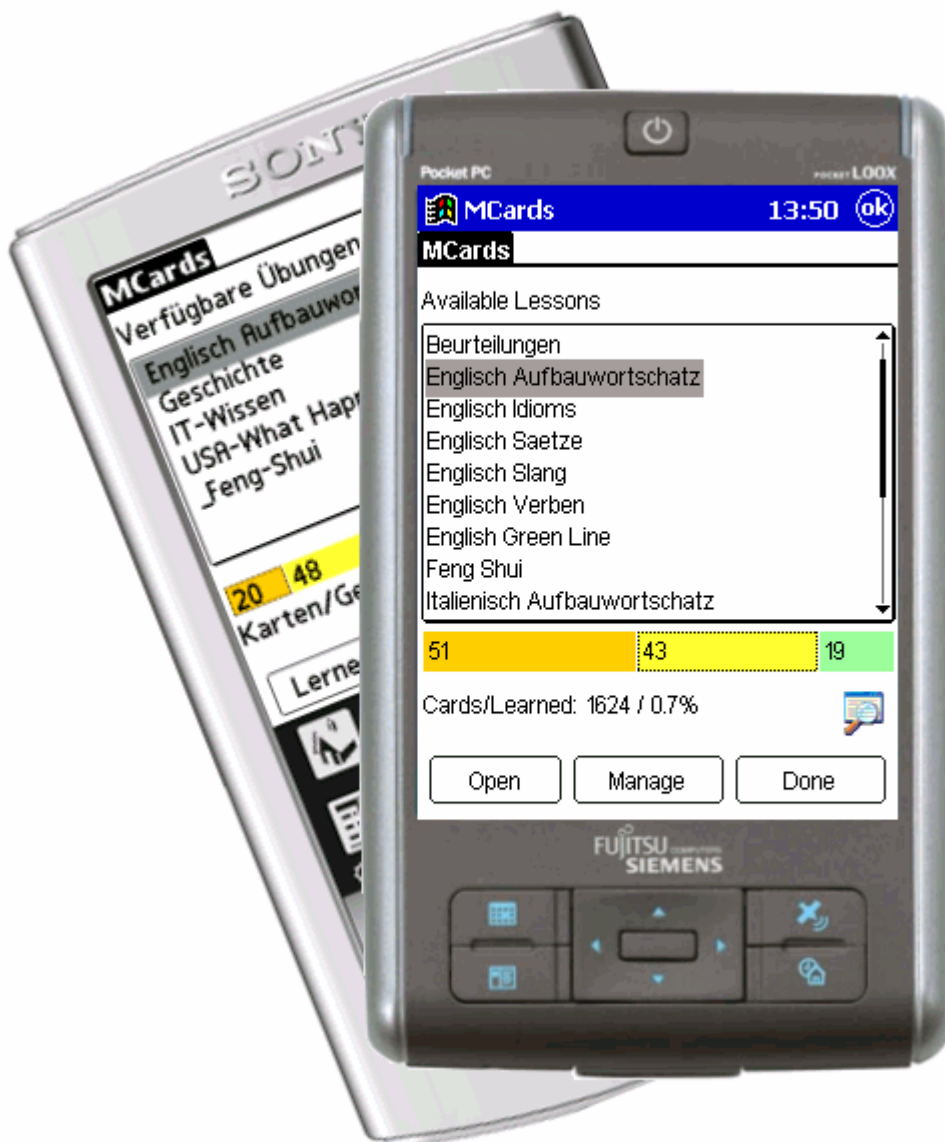 SONY
MCards
Verfügbare Übungen
Englisch Aufbauwor
Geschichte
IT-Wissen
USA-What Happ
_Feng-Shui
20 48
Karten/Ge
Lerne
Pocket PC
POCKET LOOX
MCards 13:50 ok
MCards
Available Lessons
Beurteilungen
Englisch Aufbauwortschatz
Englisch Idioms
Englisch Saetze
Englisch Slang
Englisch Verben
English Green Line
Feng Shui
Italienisch Aufbauwortschatz
51 43 19
Cards/Learned: 1624 / 0.7%
Open Manage Done
FUJITSU COMPUTERS
SIEMENS